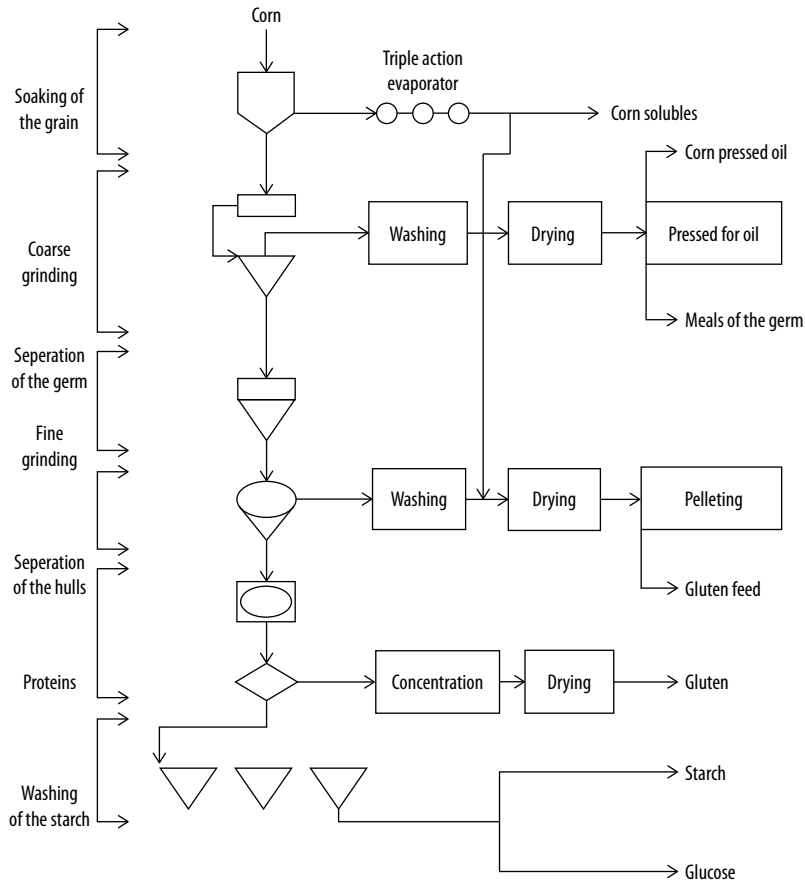 Corn
Triple action
evaporator
Soaking of
the grain
Corn solubles
Corn pressed oil
Washing
Drying
Pressed for oil
Coarse
grinding
Meals of the germ
Seperation
of the germ
Fine
grinding
Washing
Drying
Pelleting
Seperation
of the hulls
Gluten feed
Proteins
Concentration
Drying
Gluten
Starch
Washing
of the starch
Glucose